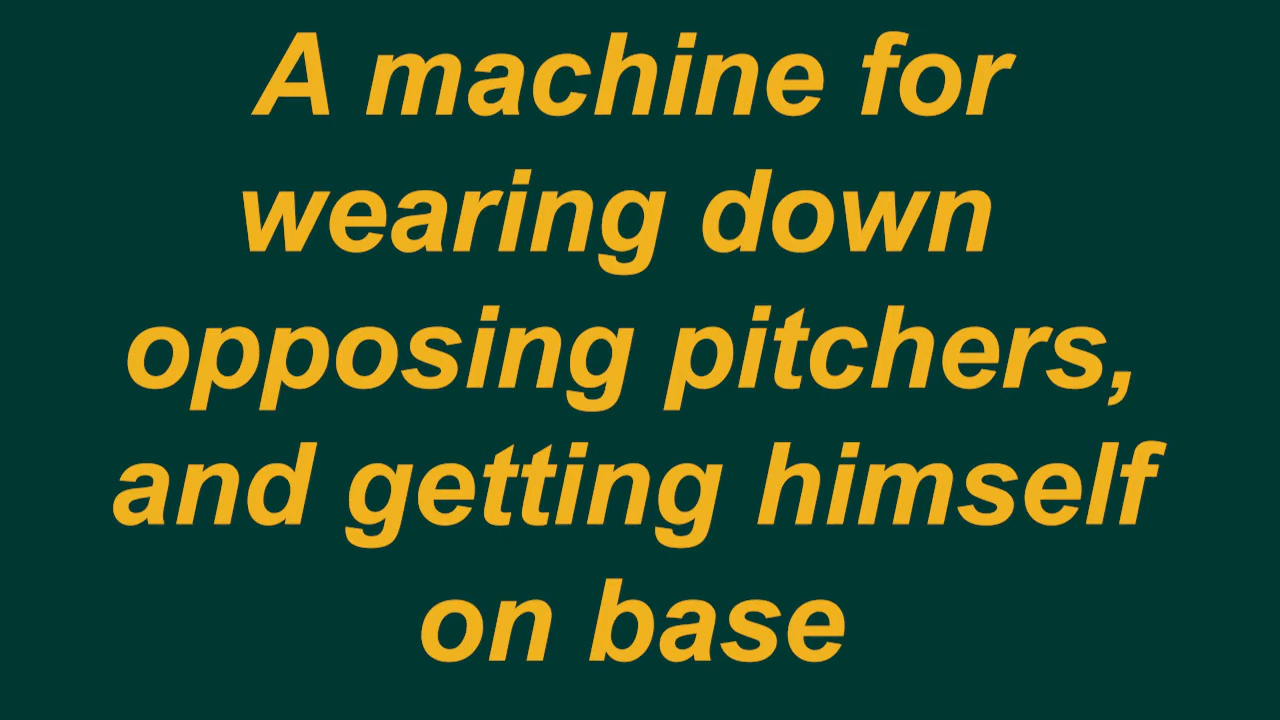 A machine for
wearing down
opposing pitchers,
and getting himself
on base